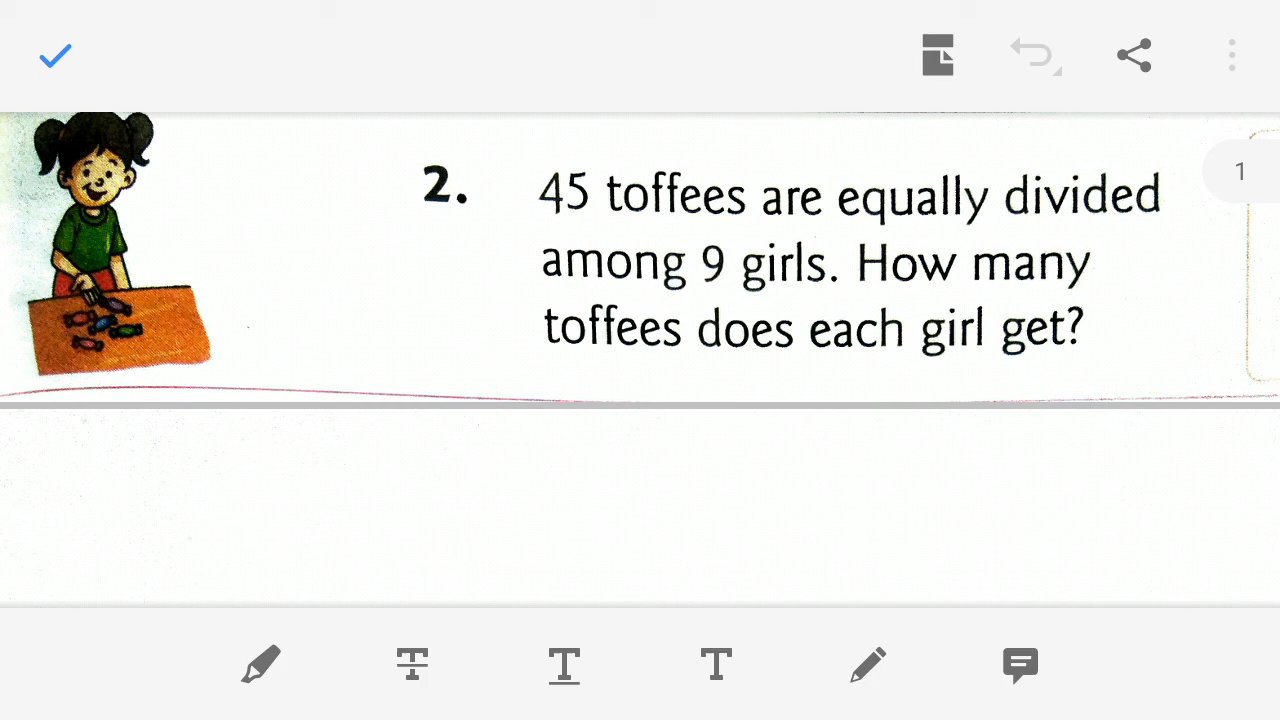 1
2. 45 toffees are equally divided
among 9 girls. How many
toffees does each girl get?